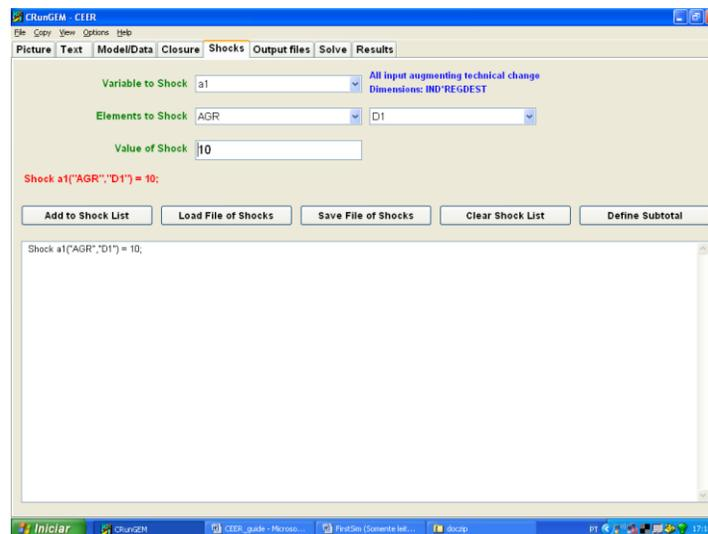 CRunGEM - CEER
File Copy View Options Help
Picture Text Model/Data Closure Shocks Output files Solve Results
Variable to Shock a1 All input augmenting technical change
Dimensions: IND*REGDEST
Elements to Shock AGR D1
Value of Shock 10
Shock a1("AGR","D1") = 10;
Add to Shock List Load File of Shocks Save File of Shocks Clear Shock List Define Subtotal
Shock a1("AGR","D1") = 10;
Iniciar CRunGEM CEER_guide - Microso... FirstSim (Somente leit... doczip PT